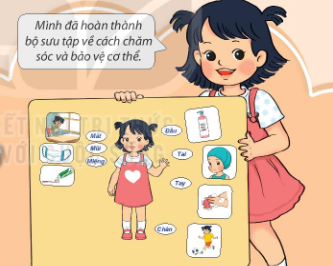 Mình đã hoàn thành
bộ sưu tập về cách chăm
sóc và bảo vệ cơ thể.
Mắt
Mũi
Miệng
Đầu
Tai
Tay
Chân